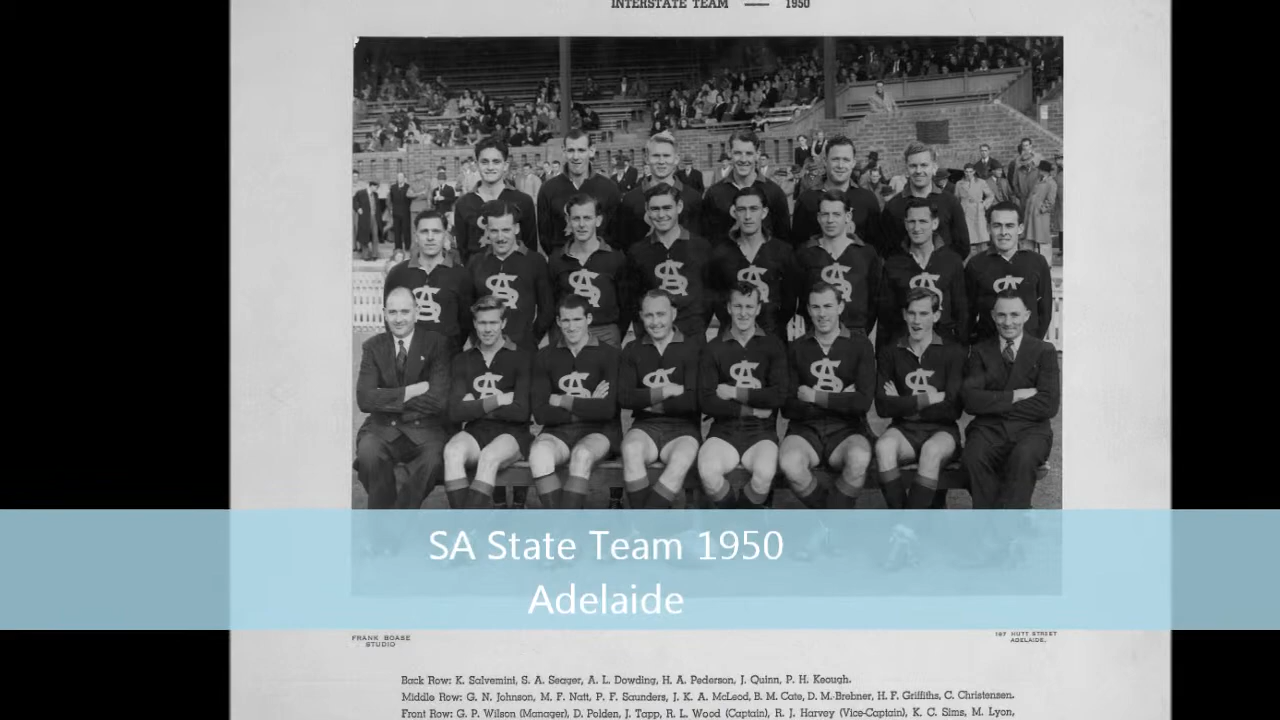 INTERSTATE TEAM — 1950
SA State Team 1950
Adelaide
FRANK BOASE
STUDIO
187 HUTT STREET
ADELAIDE.
Back Row: K. Salvemini, S. A. Seager, A. L. Dowding, H. A. Pederson, J. Quinn, P. H. Keough.
Middle Row: G. N. Johnson, M. F. Natt, P. F. Saunders, J. K. A. McLeod, B. M. Cate, D. M. Brebner, H. F. Griffiths, C. Christensen.
Front Row: G. P. Wilson (Manager), D. Polden, J. Tapp, R. L. Wood (Captain), R. J. Harvey (Vice-Captain), K. C. Sims, M. Lyon,